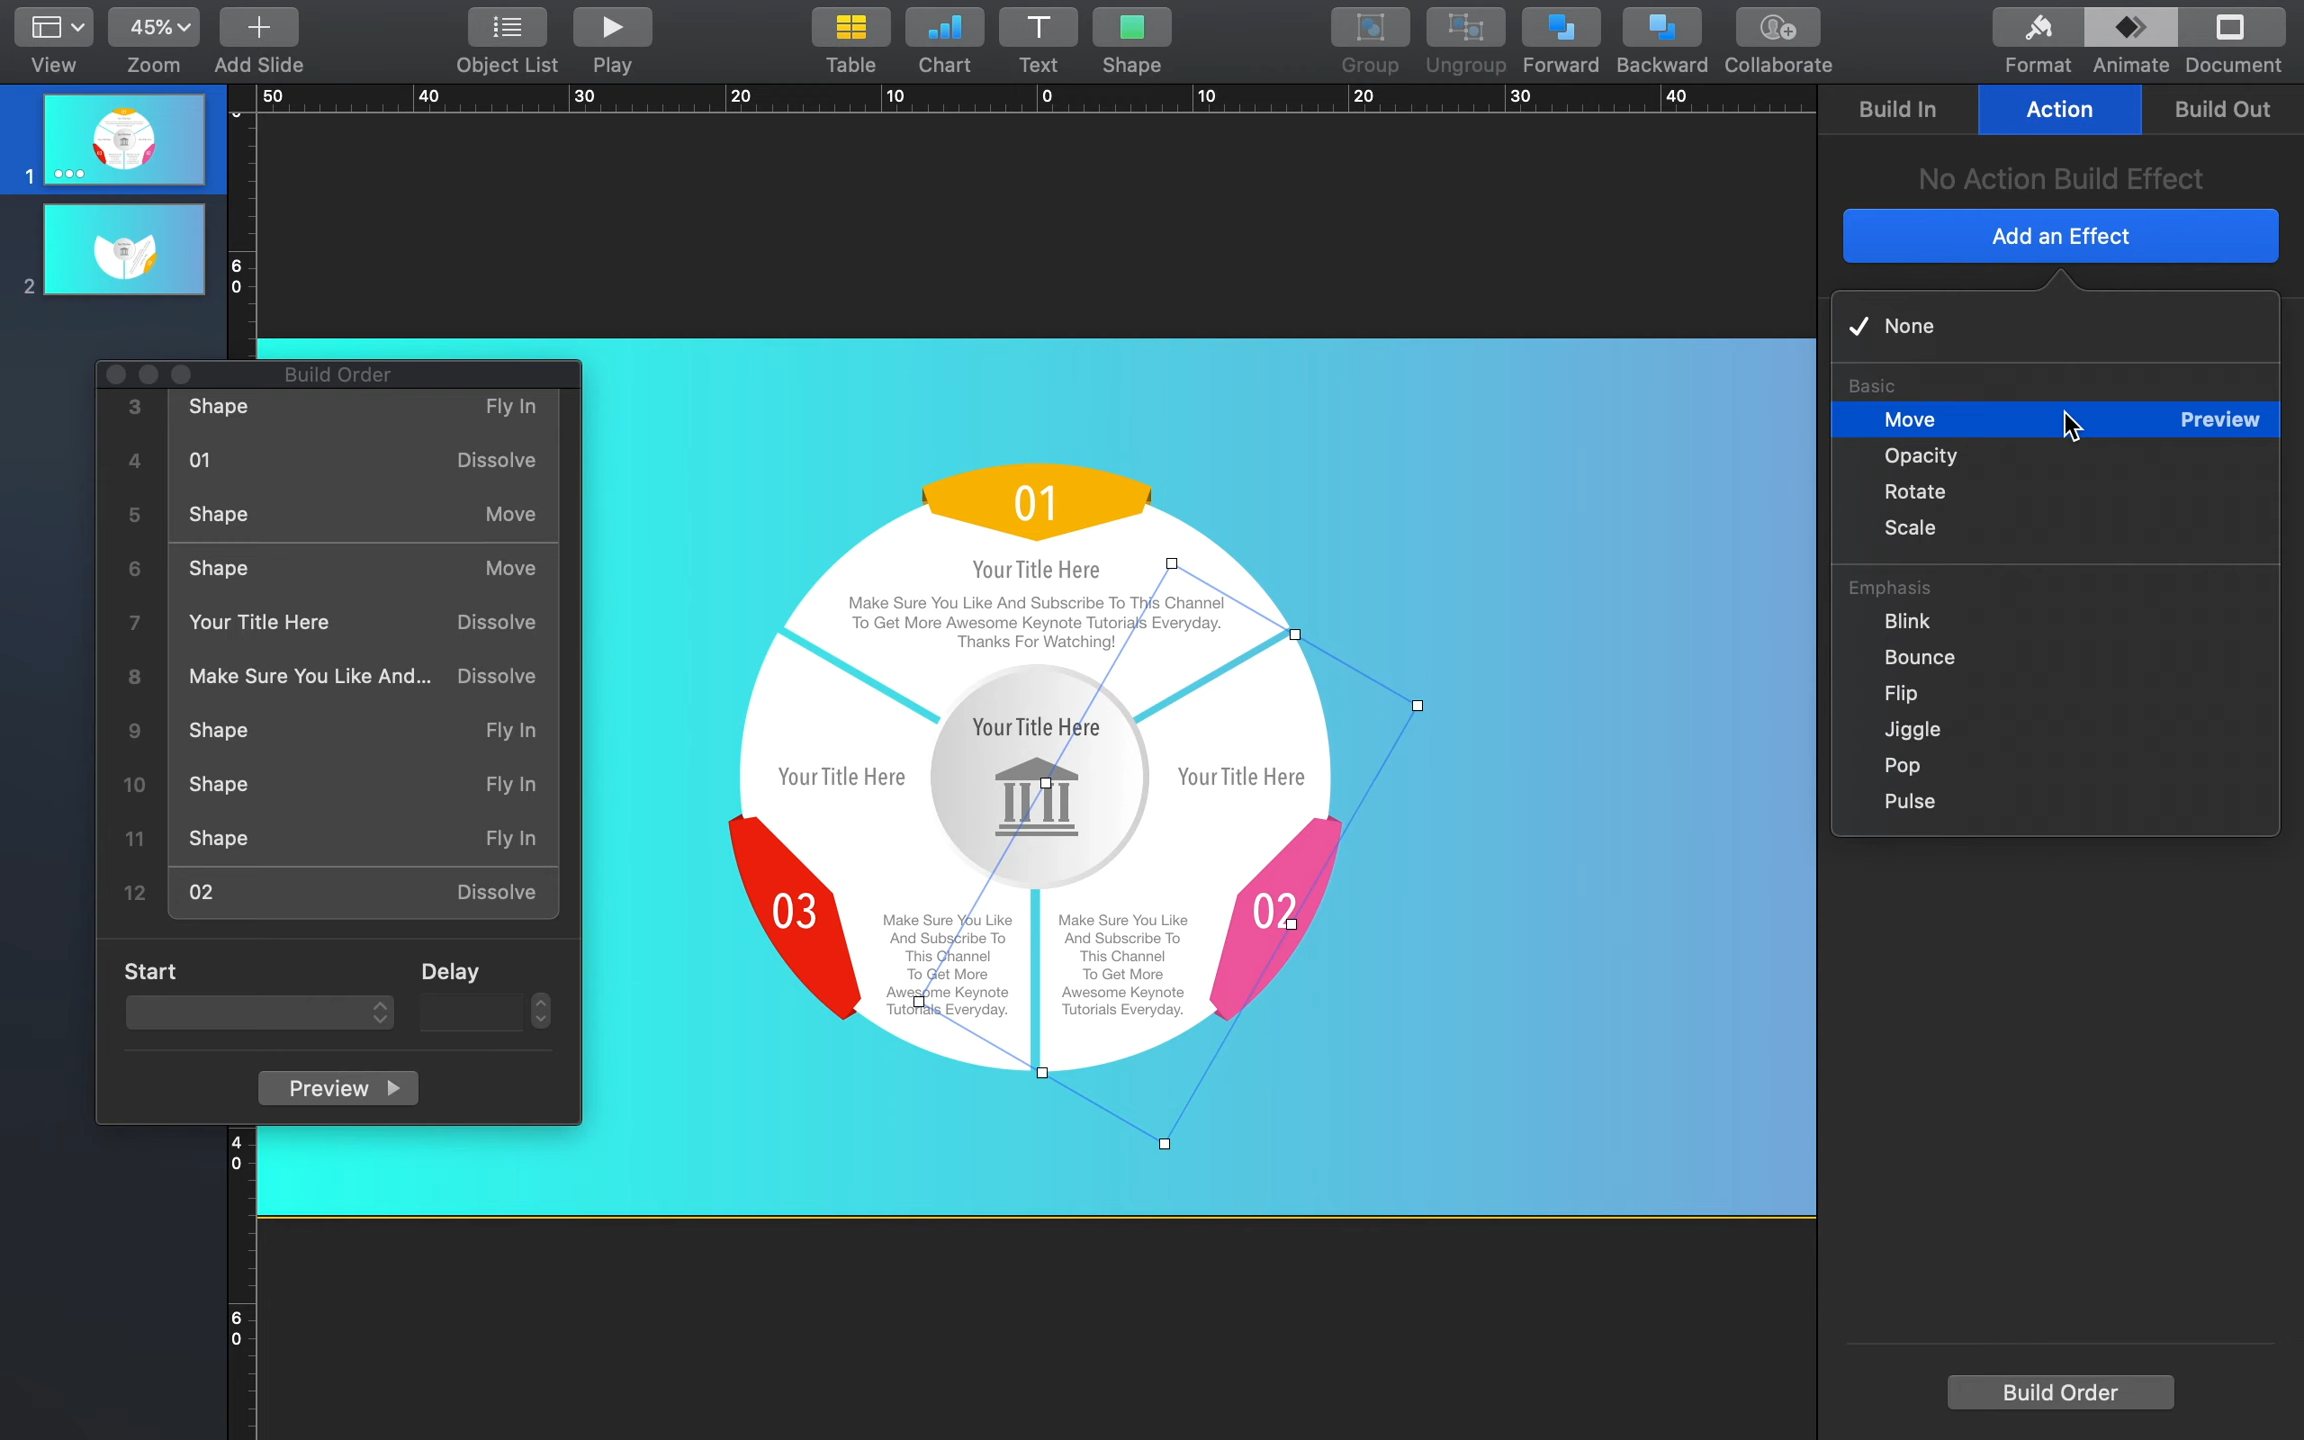 View
45%
Zoom
Add Slide
Object List
Play
Table
Chart
Text
Shape
Group
Ungroup
Forward
Backward
Collaborate
Format
Animate
Document
50 40 30 20 10 0 10 20 30 40
Build In
Action
Build Out
No Action Build Effect
Add an Effect
None
Basic
Move Preview
Opacity
Rotate
Scale
Emphasis
Blink
Bounce
Flip
Jiggle
Pop
Pulse
Build Order
1
2
6
0
4
0
6
0
Build Order
3 Shape Fly In
4 01 Dissolve
5 Shape Move
6 Shape Move
7 Your Title Here Dissolve
8 Make Sure You Like And... Dissolve
9 Shape Fly In
10 Shape Fly In
11 Shape Fly In
12 02 Dissolve
Start
Delay
Preview
01
Your Title Here
Make Sure You Like And Subscribe To This Channel
To Get More Awesome Keynote Tutorials Everyday.
Thanks For Watching!
Your Title Here
Your Title Here
Your Title Here
03
Make Sure You Like
And Subscribe To
This Channel
To Get More
Awesome Keynote
Tutorials Everyday.
Make Sure You Like
And Subscribe To
This Channel
To Get More
Awesome Keynote
Tutorials Everyday.
02